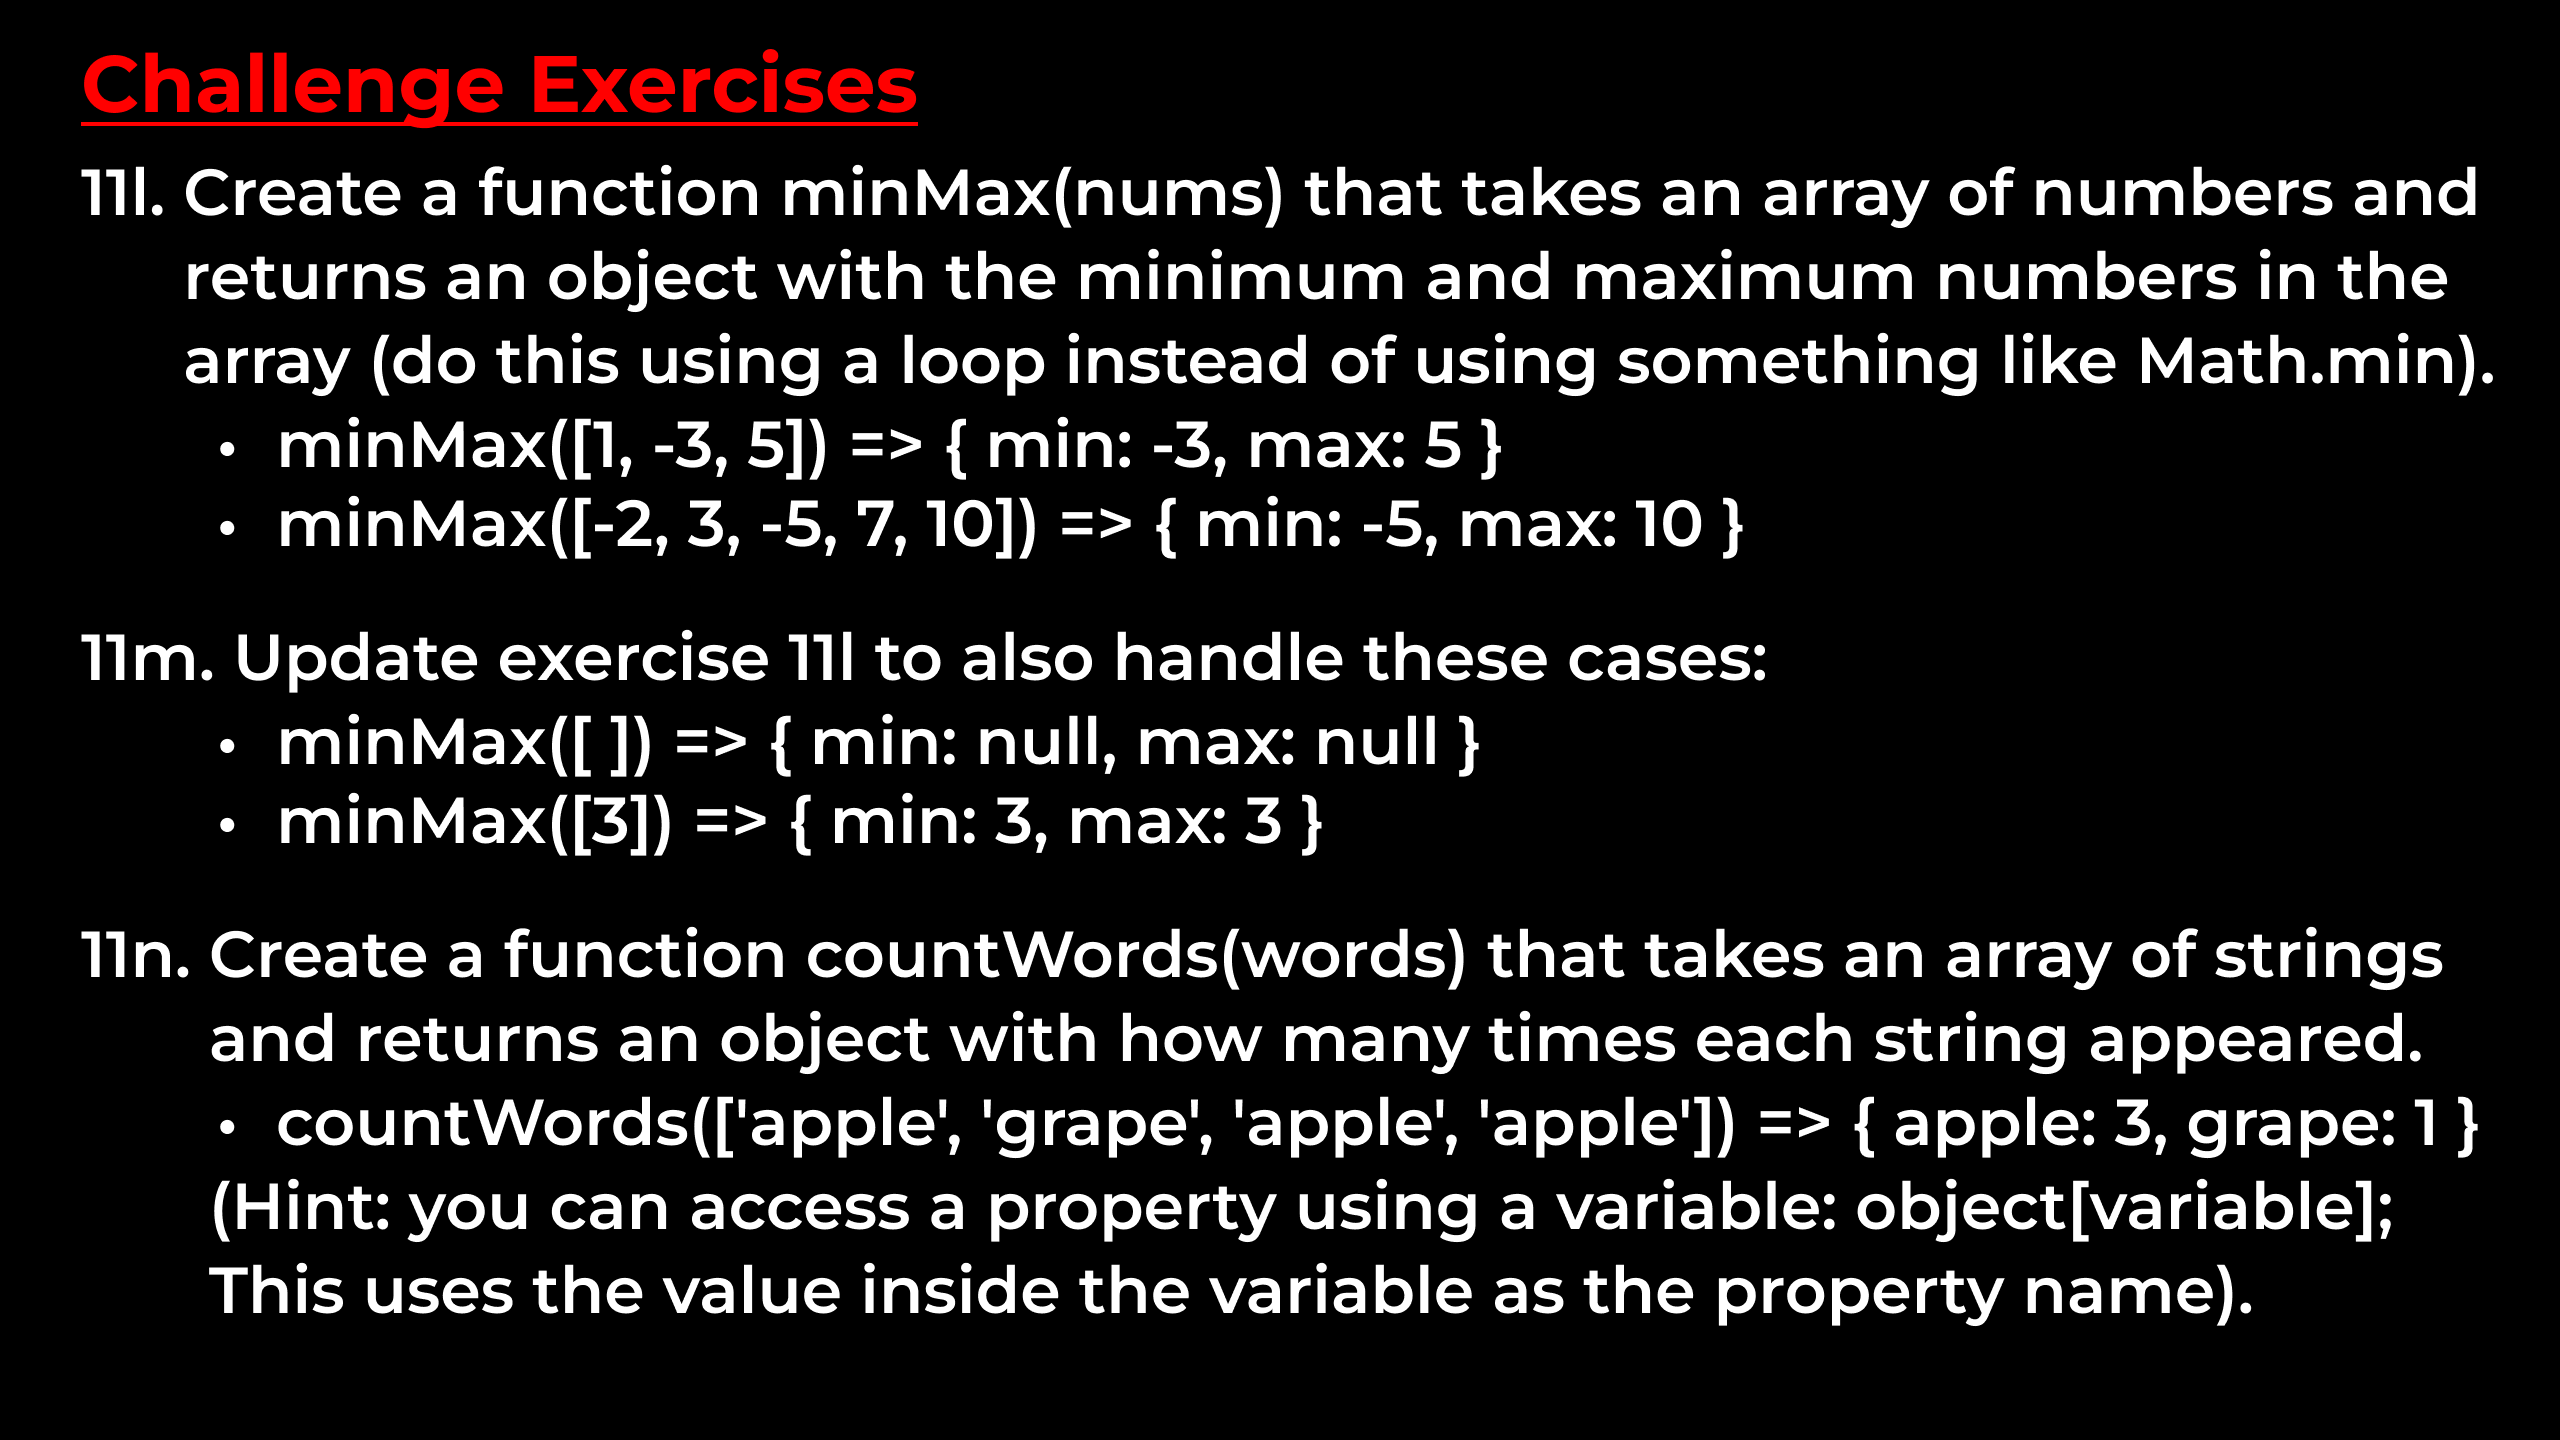 Challenge Exercises
11l. Create a function minMax(nums) that takes an array of numbers and
returns an object with the minimum and maximum numbers in the
array (do this using a loop instead of using something like Math.min).
• minMax([1, -3, 5]) => { min: -3, max: 5 }
• minMax([-2, 3, -5, 7, 10]) => { min: -5, max: 10 }
11m. Update exercise 11l to also handle these cases:
• minMax([ ]) => { min: null, max: null }
• minMax([3]) => { min: 3, max: 3 }
11n. Create a function countWords(words) that takes an array of strings
and returns an object with how many times each string appeared.
• countWords(['apple', 'grape', 'apple', 'apple']) => { apple: 3, grape: 1 }
(Hint: you can access a property using a variable: object[variable];
This uses the value inside the variable as the property name).